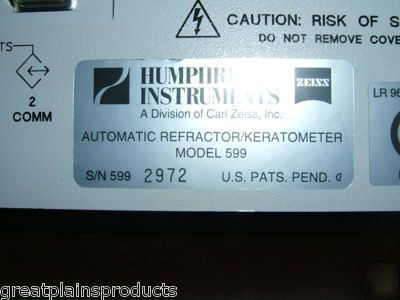 CAUTION: RISK OF
DO NOT REMOVE COVE
2
COMM
HUMPHR
INSTRUMENTS
A Division of Carl Zeiss, Inc.
ZEISS
LR 96
AUTOMATIC REFRACTOR/KERATOMETER
MODEL 599
S/N 599 2972 U.S. PATS. PEND.
greatplainsproducts